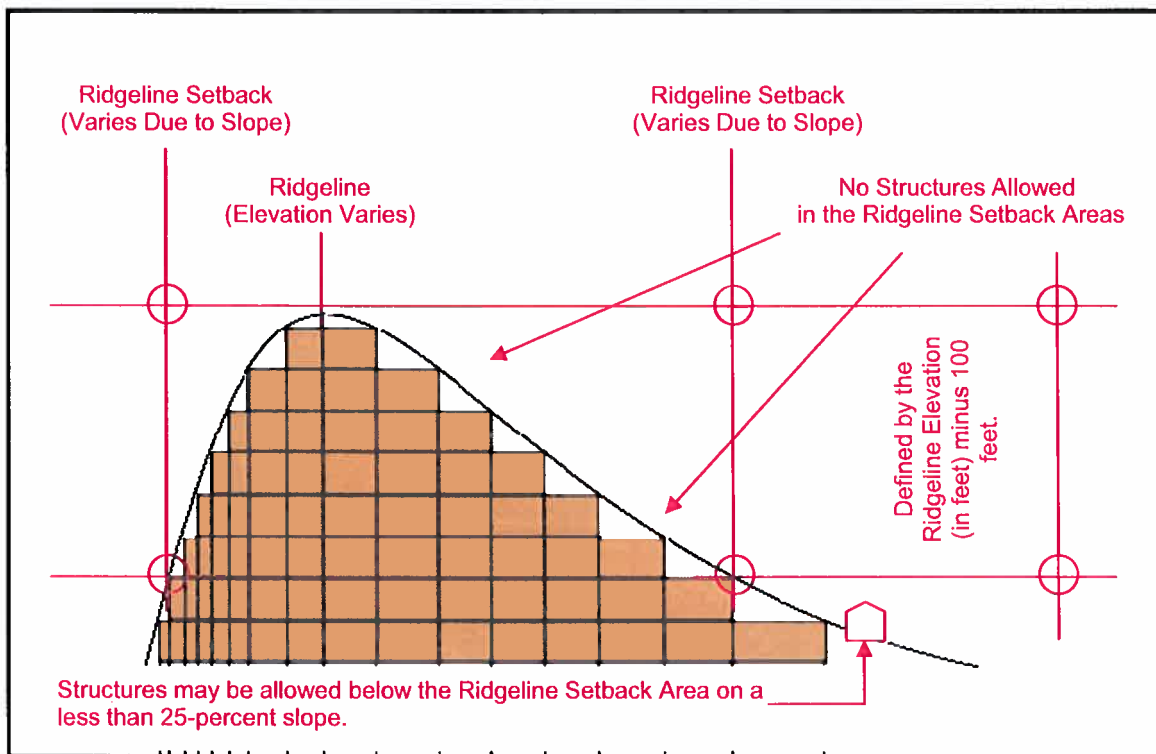 Ridgeline Setback
(Varies Due to Slope)
Ridgeline Setback
(Varies Due to Slope)
Ridgeline
(Elevation Varies)
No Structures Allowed
in the Ridgeline Setback Areas
Defined by the
Ridgeline Elevation
(in feet) minus 100
feet.
Structures may be allowed below the Ridgeline Setback Area on a
less than 25-percent slope.